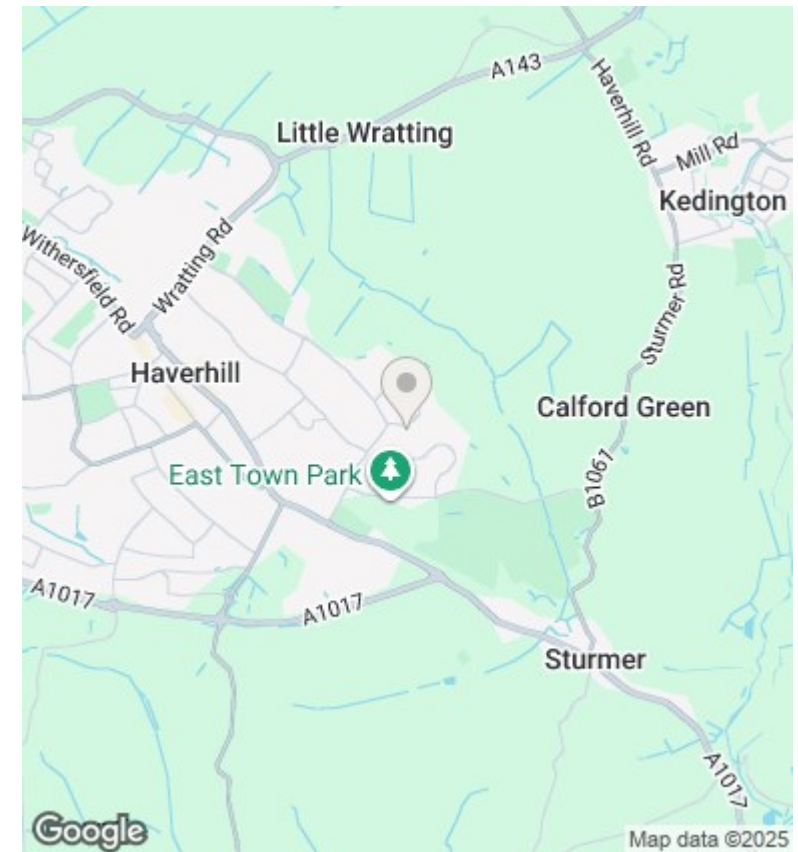 A143
Haverhill Rd
Little Wratting
Mill Rd
Kedington
Withersfield Rd
Wratting Rd
Sturmer Rd
Haverhill
Calford Green
East Town Park
B1061
A1017
A1017
Sturmer
A1017
Google
Map data ©2025